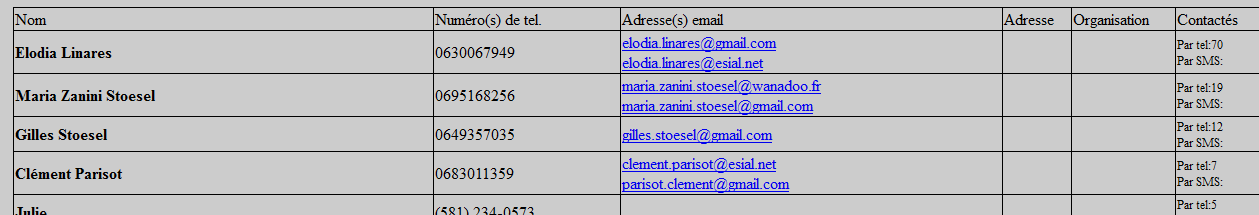 Nom Numéro(s) de tel. Adresse(s) email Adresse Organisation Contactés
Elodia Linares 0630067949 elodia.linares@gmail.com Par tel:70
elodia.linares@esial.net Par SMS:
Maria Zanini Stoesel 0695168256 maria.zanini.stoesel@wanadoo.fr Par tel:19
maria.zanini.stoesel@gmail.com Par SMS:
Gilles Stoesel 0649357035 gilles.stoesel@gmail.com Par tel:12
Par SMS:
Clément Parisot 0683011359 clement.parisot@esial.net Par tel:7
parisot.clement@gmail.com Par SMS:
Julie (581) 234-0573 Par tel:5